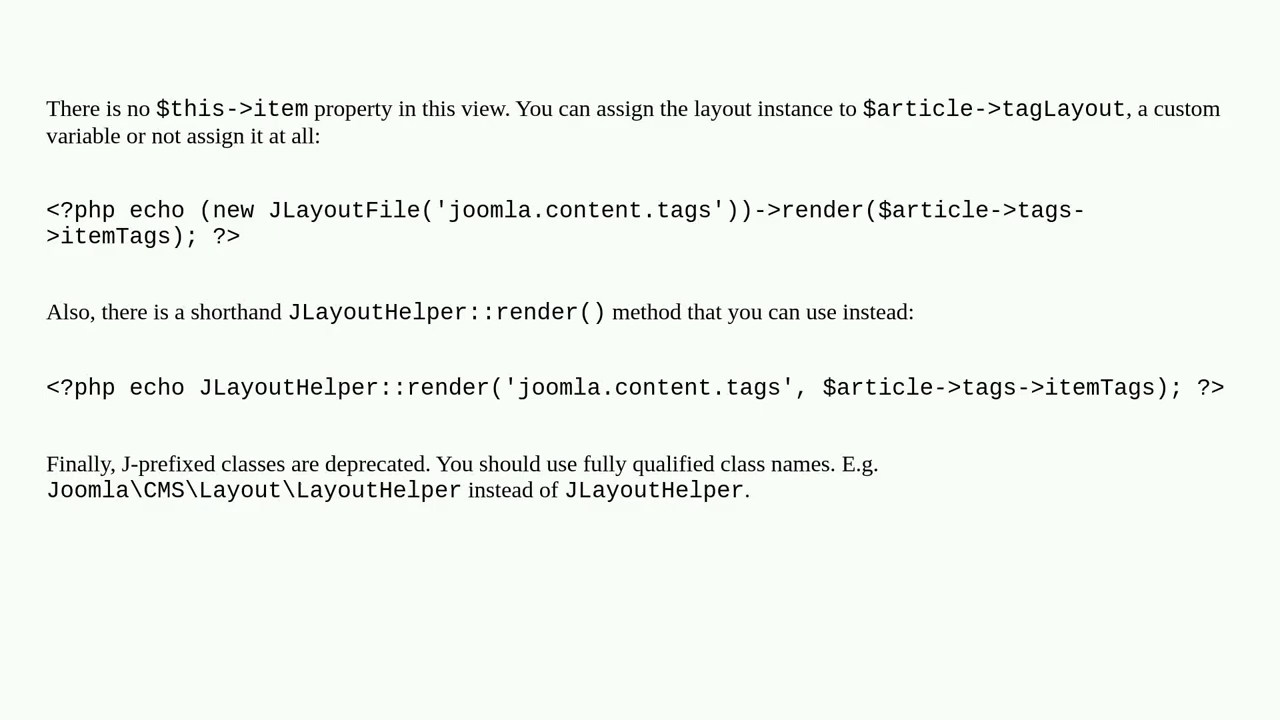 There is no $this->item property in this view. You can assign the layout instance to $article->tagLayout, a custom
variable or not assign it at all:
<?php echo (new JLayoutFile('joomla.content.tags'))->render($article->tags-
>itemTags); ?>
Also, there is a shorthand JLayoutHelper::render() method that you can use instead:
<?php echo JLayoutHelper::render('joomla.content.tags', $article->tags->itemTags); ?>
Finally, J-prefixed classes are deprecated. You should use fully qualified class names. E.g.
Joomla\CMS\Layout\LayoutHelper instead of JLayoutHelper.